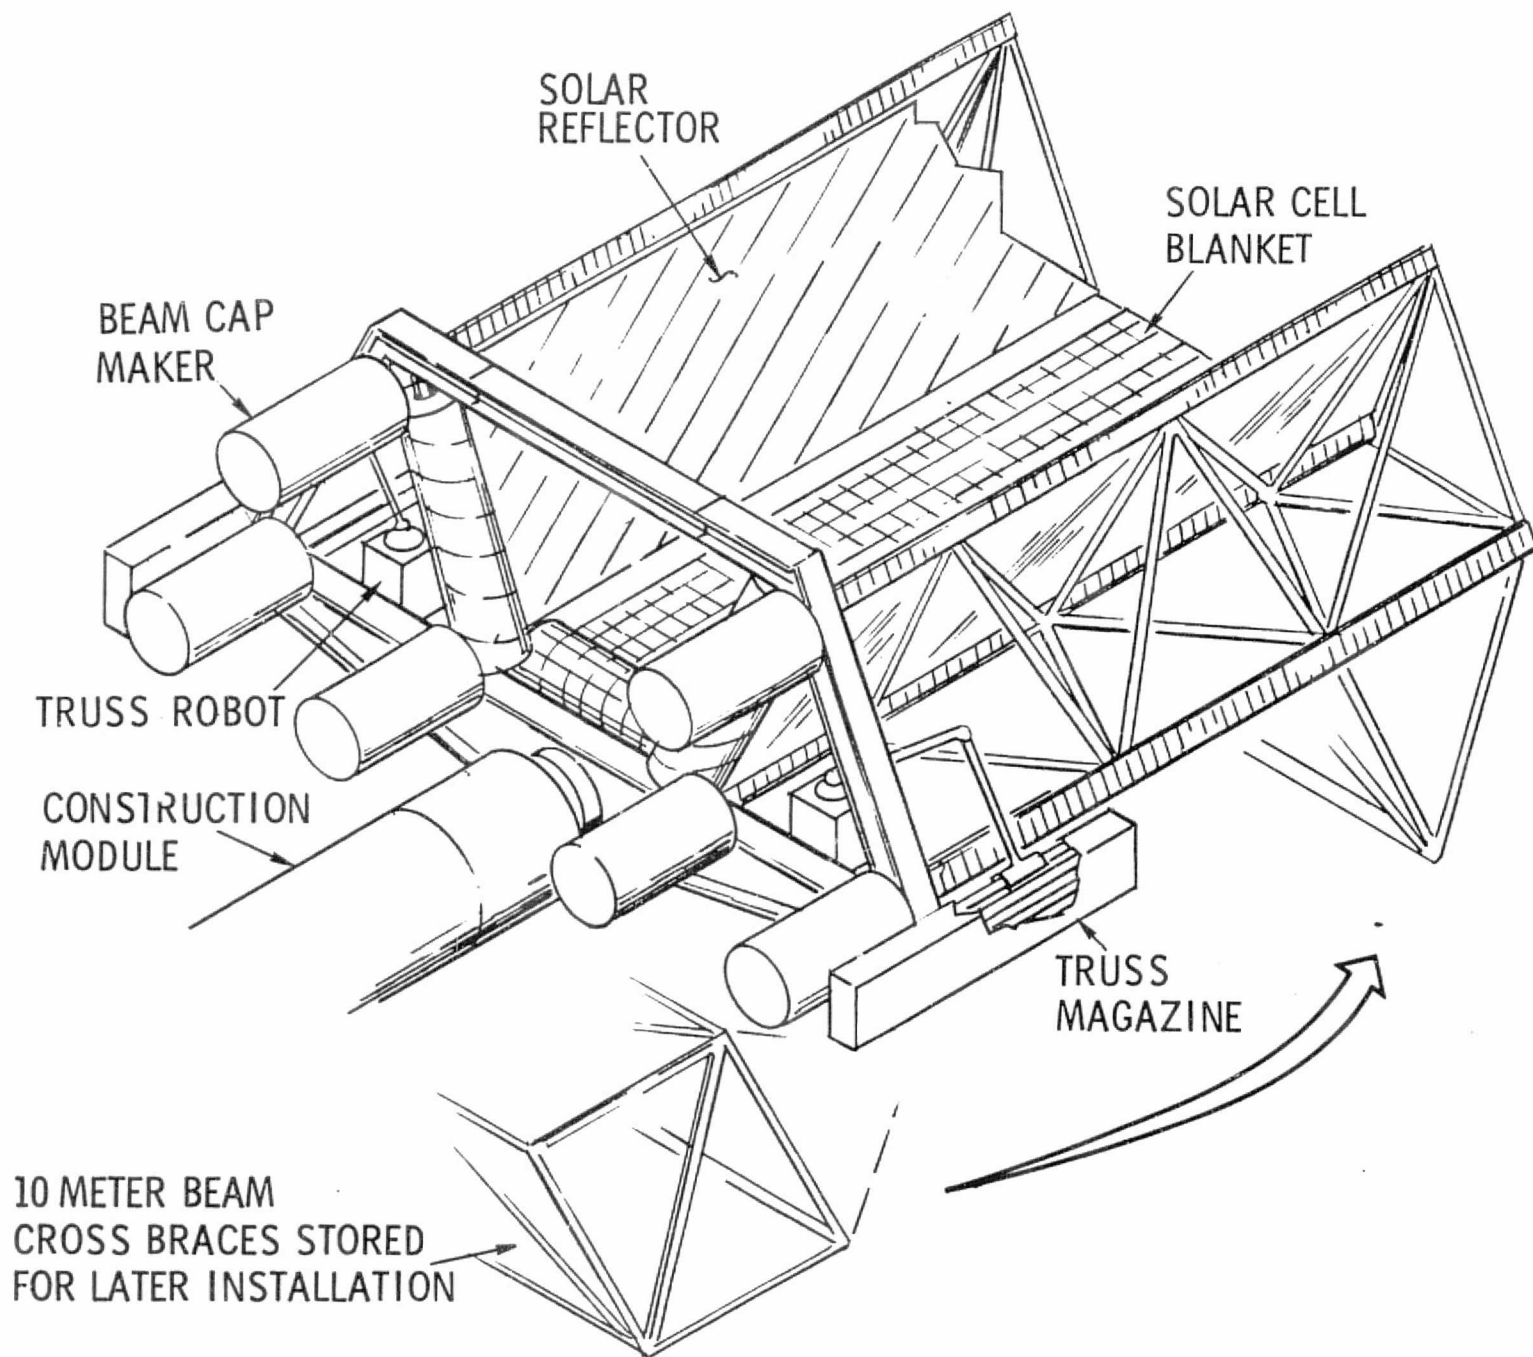 SOLAR
REFLECTOR
SOLAR CELL
BLANKET
BEAM CAP
MAKER
TRUSS ROBOT
CONSTRUCTION
MODULE
TRUSS
MAGAZINE
10 METER BEAM
CROSS BRACES STORED
FOR LATER INSTALLATION